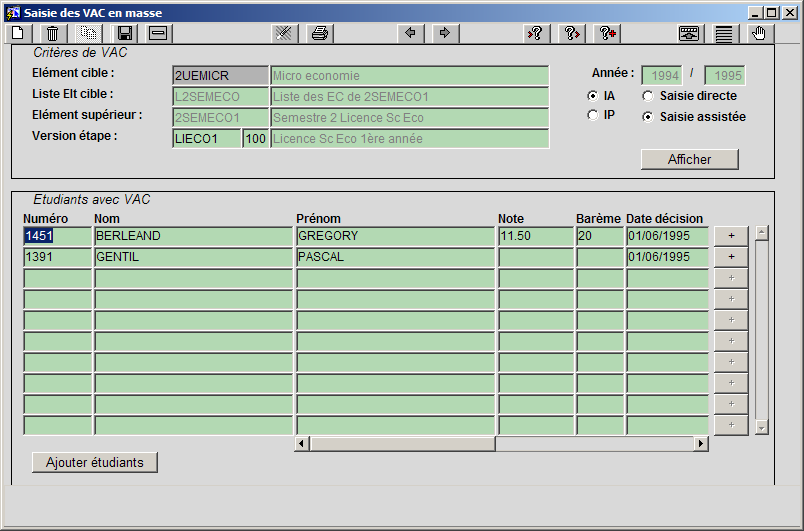 Saisie des VAC en masse
Critères de VAC
Elément cible : 2UEMICR Micro economie Année : 1994 / 1995
Liste Elt cible : L2SEMECO Liste des EC de 2SEMECO1 IA Saisie directe
Elément supérieur : 2SEMECO1 Semestre 2 Licence Sc Eco IP Saisie assistée
Version étape : LIECO1 100 Licence Sc Eco 1ère année
Afficher
Etudiants avec VAC
Numéro Nom Prénom Note Barème Date décision
1451 BERLEAND GREGORY 11.50 20 01/06/1995 +
1391 GENTIL PASCAL 01/06/1995 +
+
+
+
+
+
+
+
+
Ajouter étudiants